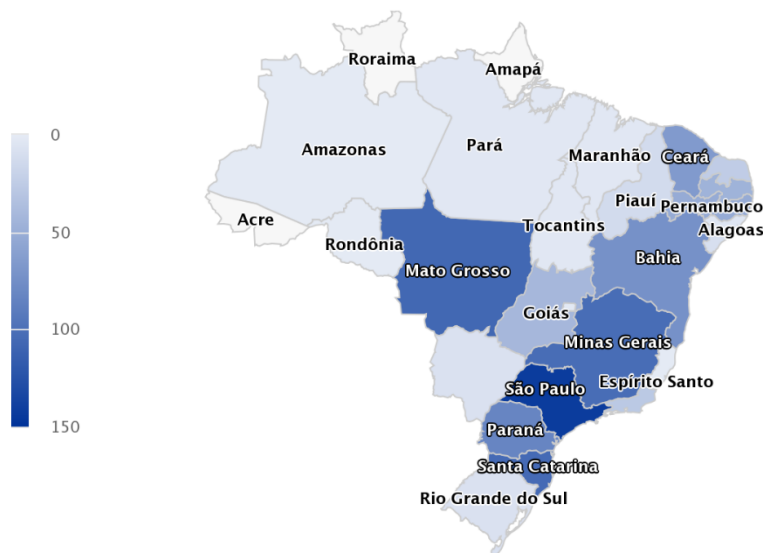 Roraima
Amapá
0
Amazonas
Pará
Maranhão
Ceará
Piauí
Pernambuco
Acre
Tocantins
Alagoas
50
Rondônia
Bahia
Mato Grosso
Goiás
100
Minas Gerais
São Paulo
Espírito Santo
150
Paraná
Santa Catarina
Rio Grande do Sul